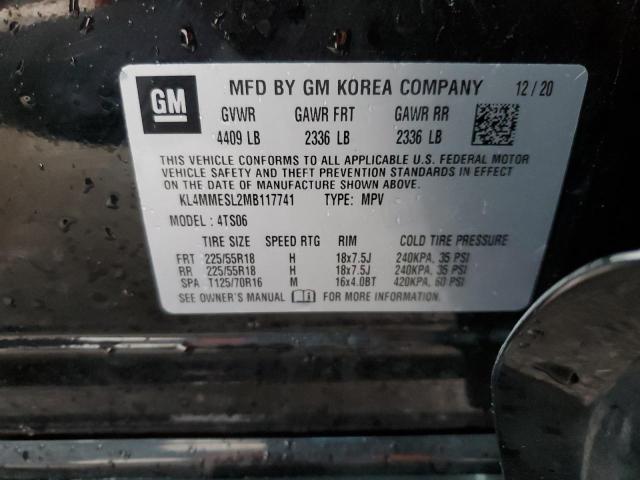 GM
MFD BY GM KOREA COMPANY 12/20
GVWR GAWR FRT GAWR RR
4409 LB 2336 LB 2336 LB
THIS VEHICLE CONFORMS TO ALL APPLICABLE U.S. FEDERAL MOTOR
VEHICLE SAFETY AND THEFT PREVENTION STANDARDS IN EFFECT ON
THE DATE OF MANUFACTURE SHOWN ABOVE.
KL4MMESL2MB117741 TYPE: MPV
MODEL: 4TS06
TIRE SIZE SPEED RTG RIM COLD TIRE PRESSURE
FRT 225/55R18 H 18x7.5J 240KPA, 35 PSI
RR 225/55R18 H 18x7.5J 240KPA, 35 PSI
SPA T125/70R16 M 16x4.0BT 420KPA, 60 PSI
SEE OWNER'S MANUAL FOR MORE INFORMATION.